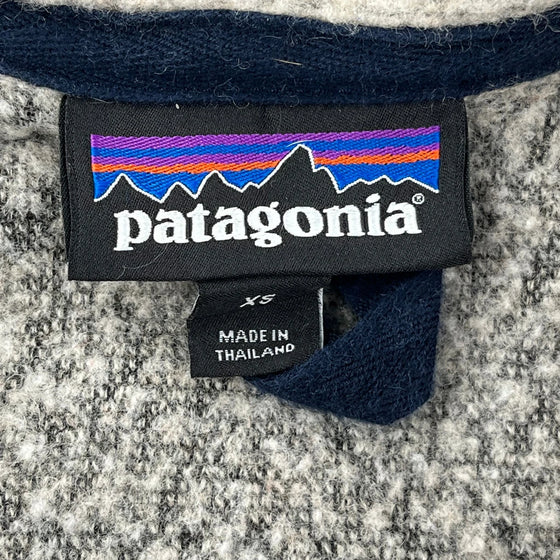 patagonia®
XS
MADE IN
THAILAND